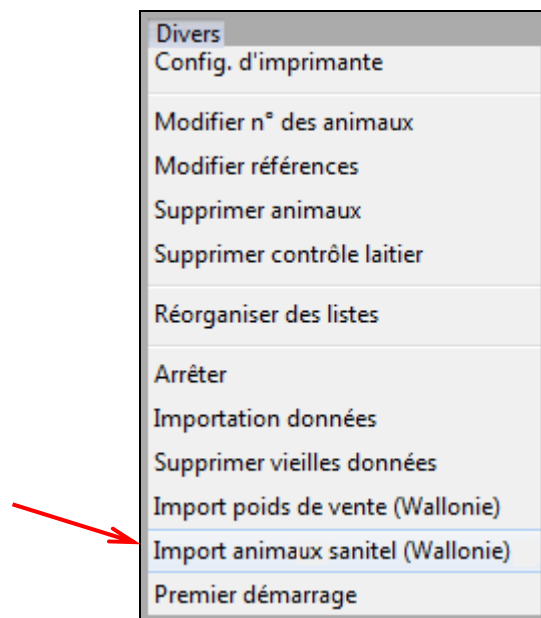 Divers
Config. d'imprimante
Modifier n° des animaux
Modifier références
Supprimer animaux
Supprimer contrôle laitier
Réorganiser des listes
Arrêter
Importation données
Supprimer vieilles données
Import poids de vente (Wallonie)
Import animaux sanitel (Wallonie)
Premier démarrage